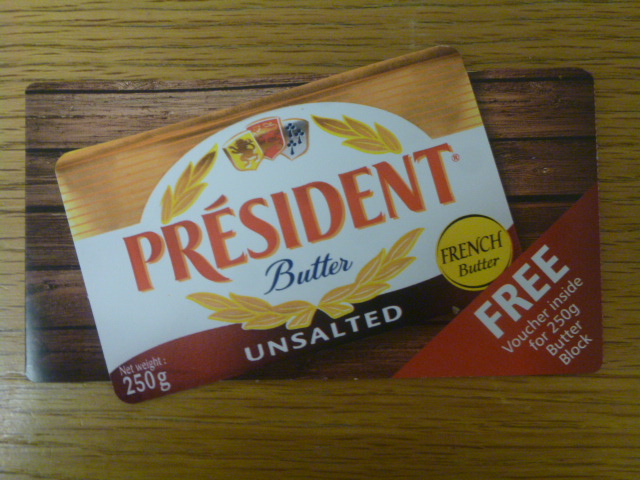 PRÉSIDENT®
Butter
UNSALTED
FRENCH
Butter
Net weight:
250g
FREE
Voucher inside
for 250g
Butter
Block